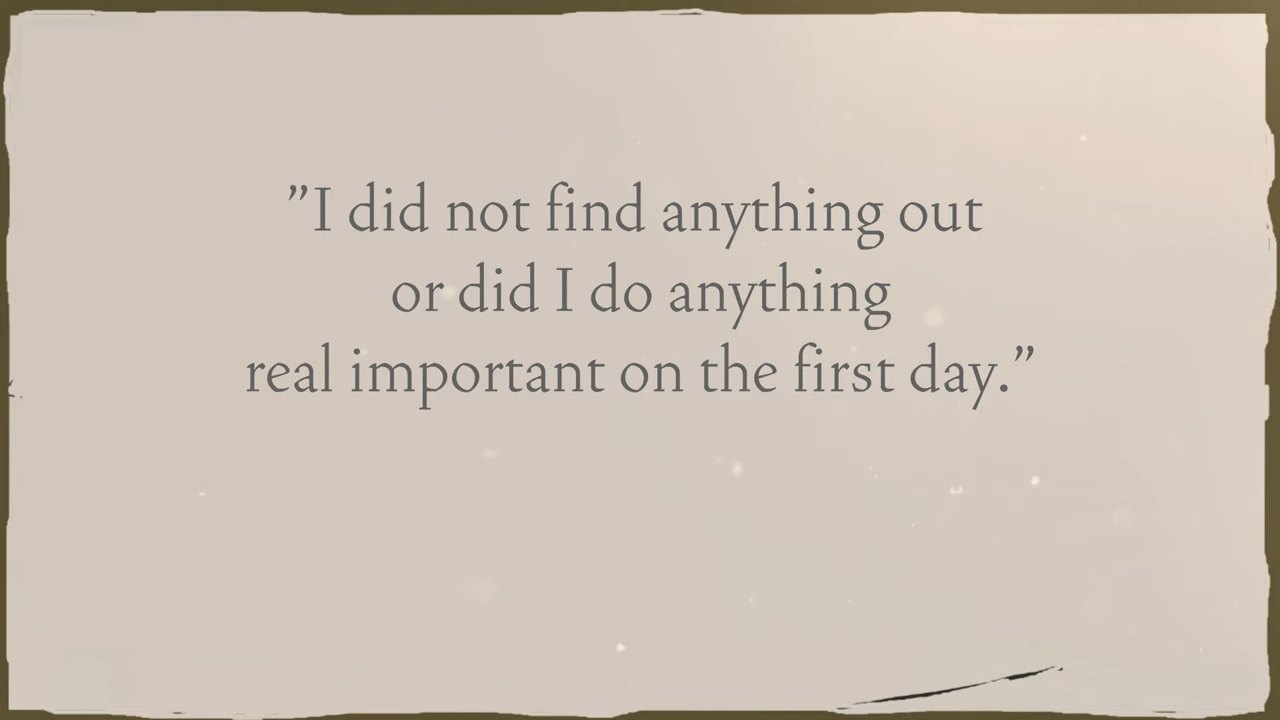 ”I did not find anything out
or did I do anything
real important on the first day.”